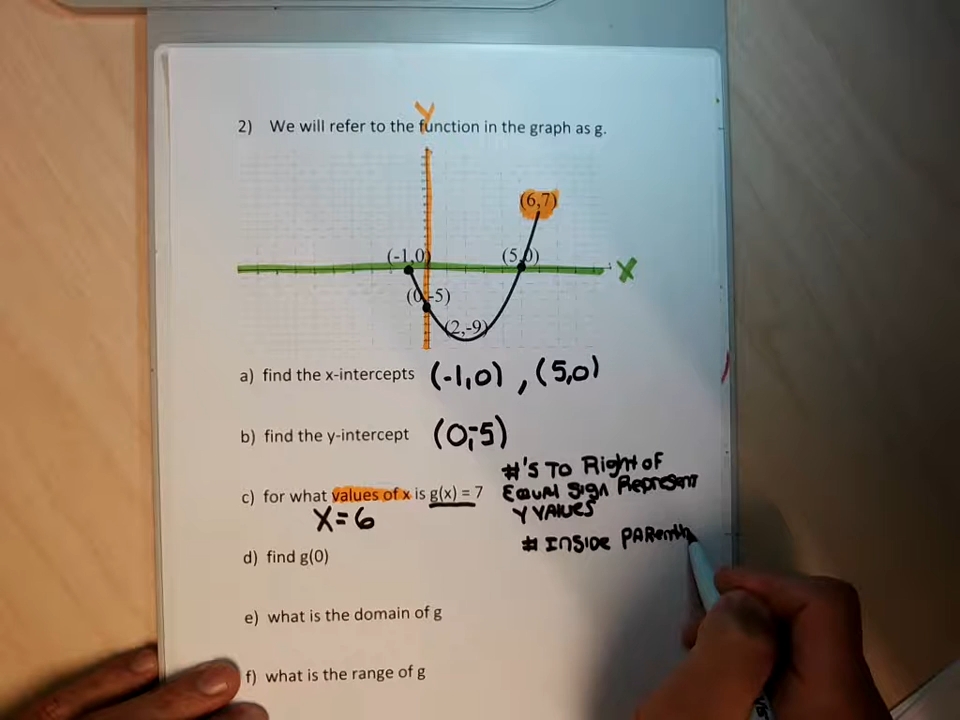 Y
2) We will refer to the function in the graph as g.
(6,7)
(-1,0) (5,0)
X
(0,-5)
(2,-9)
a) find the x-intercepts (-1,0) , (5,0)
b) find the y-intercept (0,-5)
#'s To Right of
Equal Sign Represent
Y VALUES
c) for what values of x is g(x) = 7
X=6
# INSIDE
d) find g(0)
e) what is the domain of g
f) what is the range of g